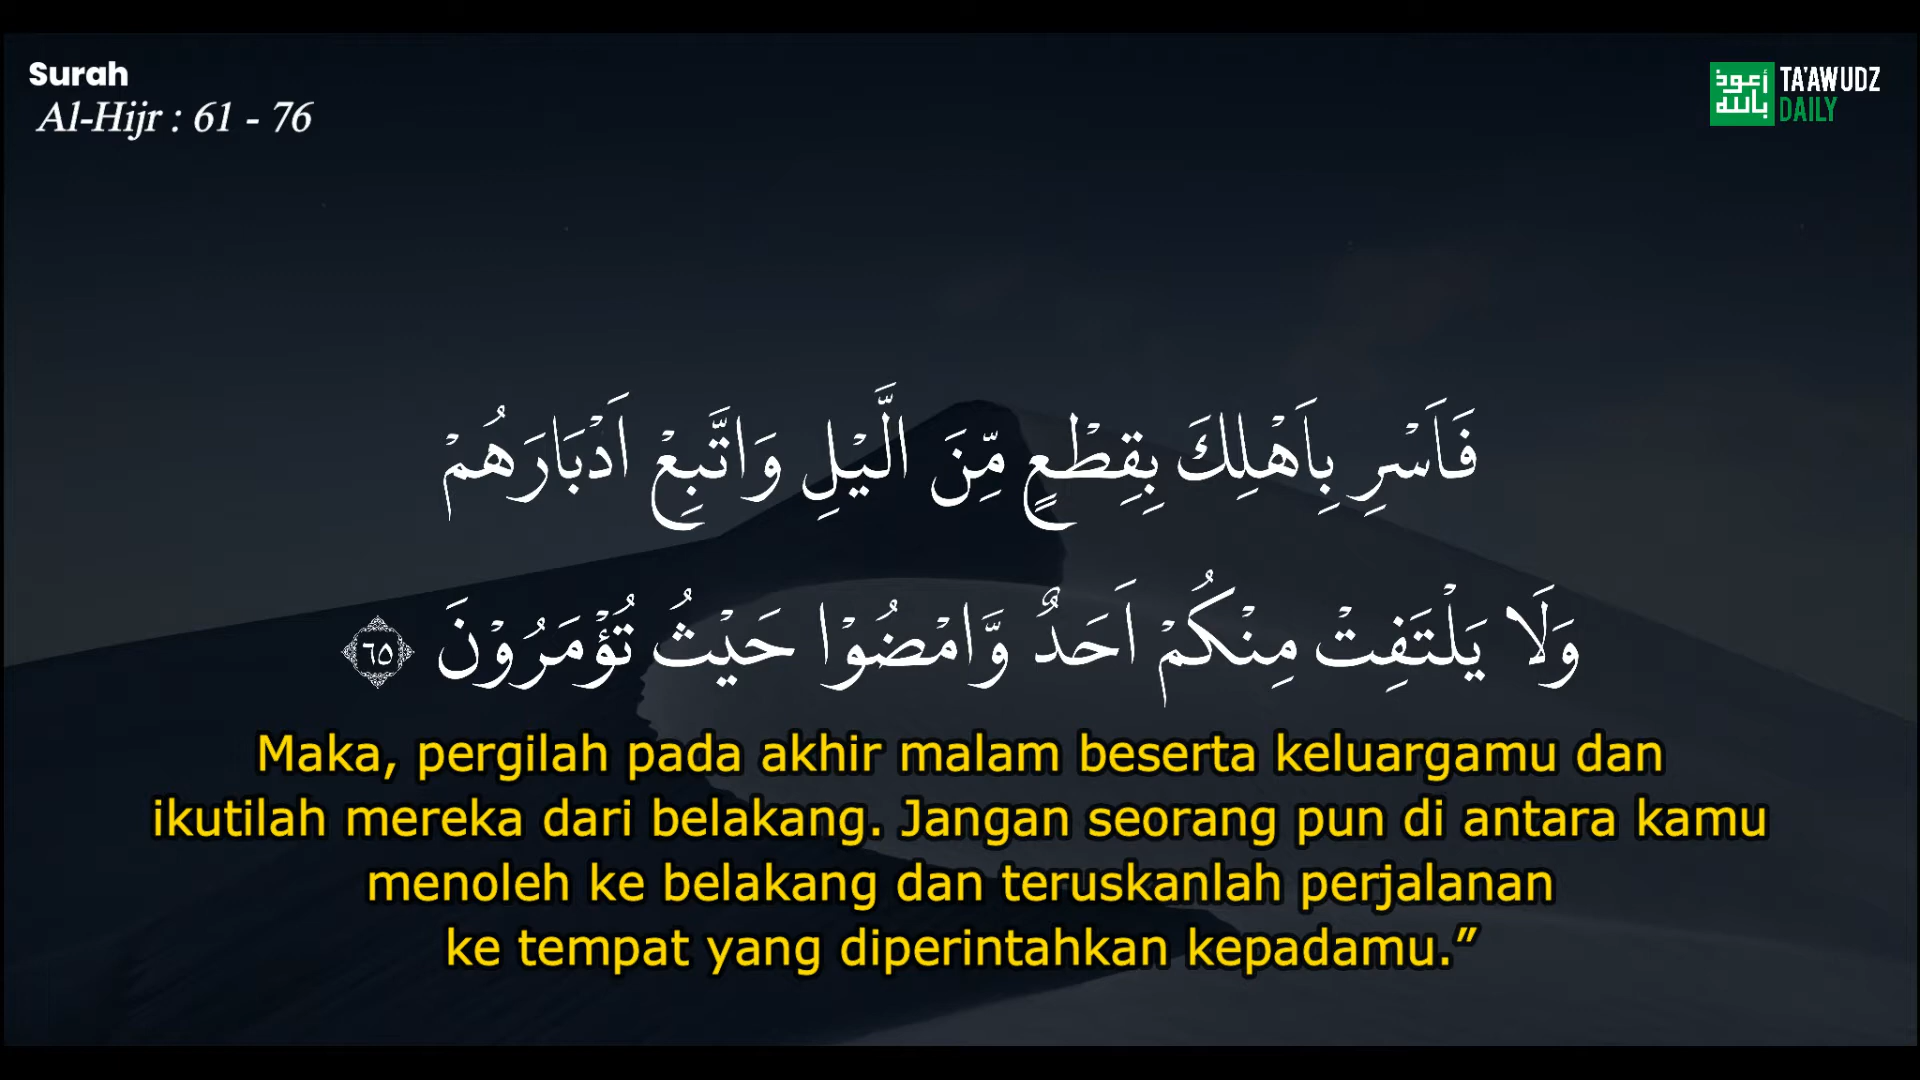 Surah
Al-Hijr : 61 - 76
أعوذ
بالله
TA'AWUDZ
DAILY
فَاَسْرِ بِاَهْلِكَ بِقِطْعٍ مِّنَ الَّيْلِ وَاتَّبِعْ اَدْبَارَهُمْ
وَلَا يَلْتَفِتْ مِنْكُمْ اَحَدٌ وَّامْضُوْا حَيْثُ تُؤْمَرُوْنَ ٦٥
Maka, pergilah pada akhir malam beserta keluargamu dan
ikutilah mereka dari belakang. Jangan seorang pun di antara kamu
menoleh ke belakang dan teruskanlah perjalanan
ke tempat yang diperintahkan kepadamu.”